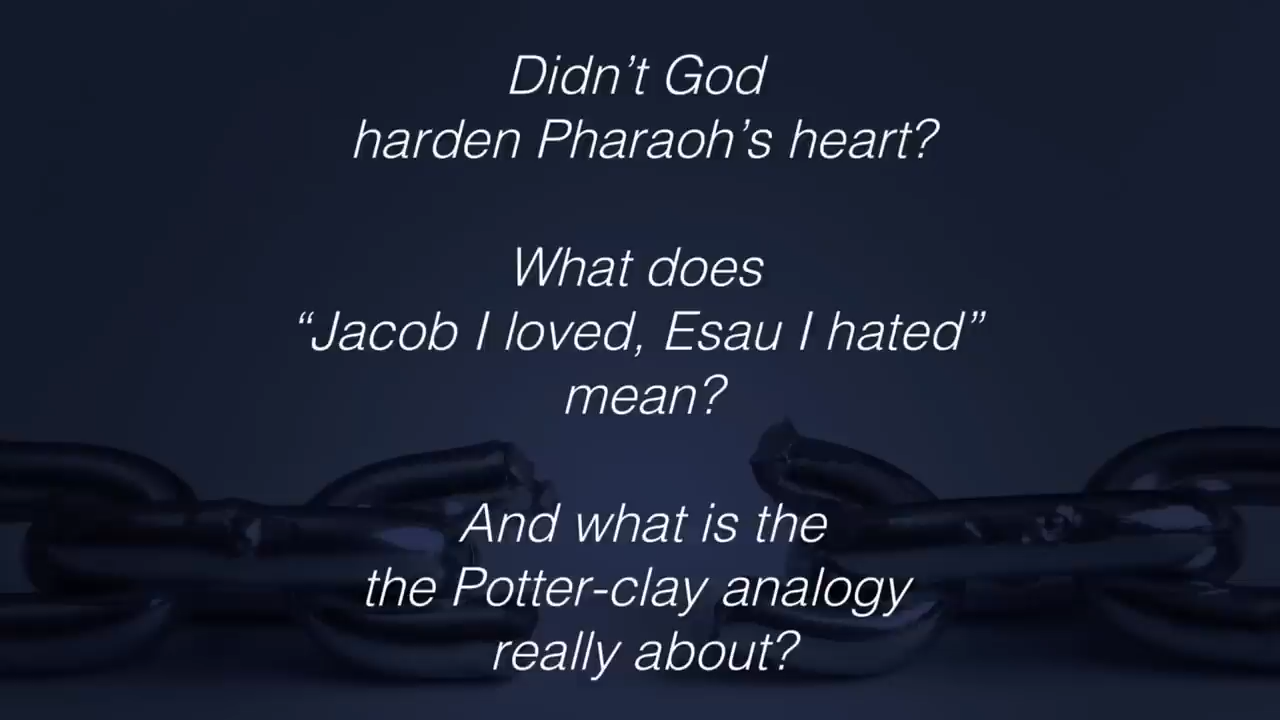 Didn’t God
harden Pharaoh’s heart?
What does
“Jacob I loved, Esau I hated”
mean?
And what is the
the Potter-clay analogy
really about?